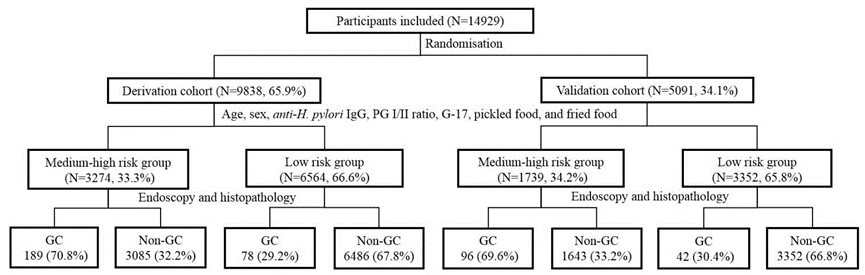 Participants included (N=14929)
Randomisation
Derivation cohort (N=9838, 65.9%)
Validation cohort (N=5091, 34.1%)
Age, sex, anti-H. pylori IgG, PG I/II ratio, G-17, pickled food, and fried food
Medium-high risk group
(N=3274, 33.3%)
Low risk group
(N=6564, 66.6%)
Medium-high risk group
(N=1739, 34.2%)
Low risk group
(N=3352, 65.8%)
Endoscopy and histopathology
Endoscopy and histopathology
GC
189 (70.8%)
Non-GC
3085 (32.2%)
GC
78 (29.2%)
Non-GC
6486 (67.8%)
GC
96 (69.6%)
Non-GC
1643 (33.2%)
GC
42 (30.4%)
Non-GC
3352 (66.8%)